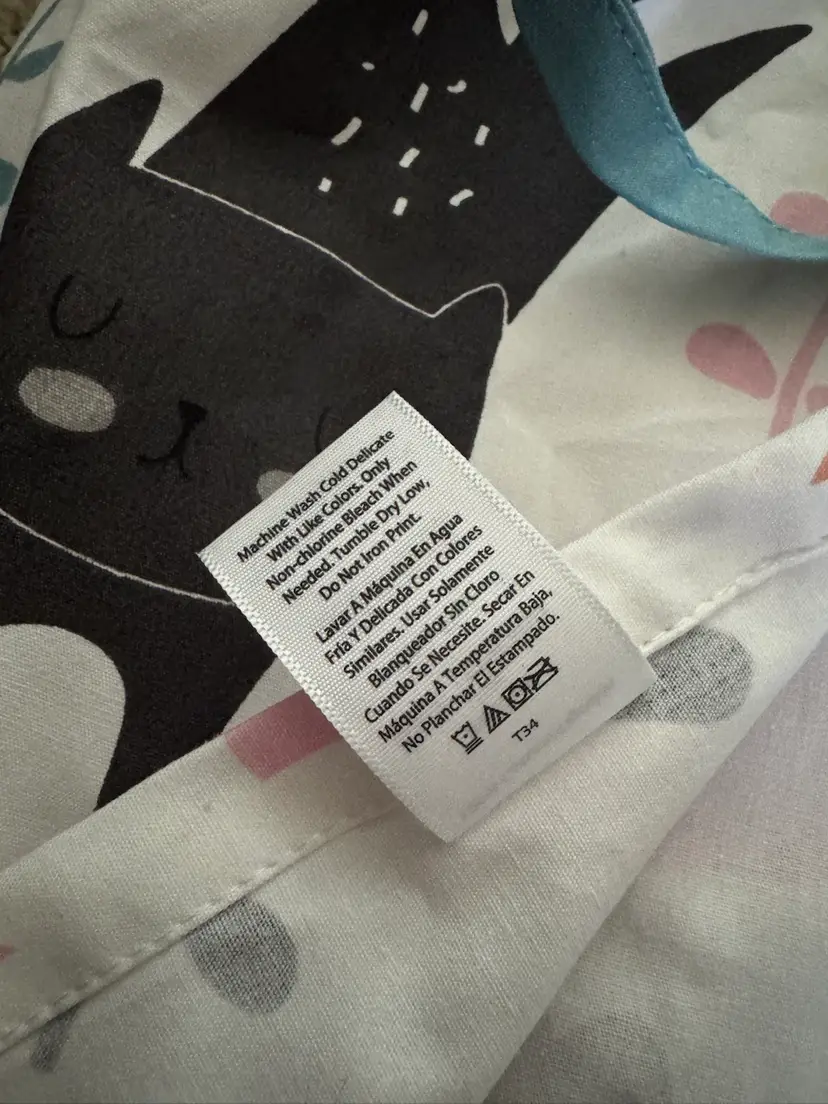 Machine Wash Cold Delicate
With Like Colors. Only
Non-chlorine Bleach When
Needed. Tumble Dry Low,
Do Not Iron Print.
Lavar A Máquina En Agua
Fría Y Delicada Con Colores
Similares. Usar Solamente
Blanqueador Sin Cloro
Cuando Se Necesite. Secar En
Máquina A Temperatura Baja,
No Planchar El Estampado.
T34